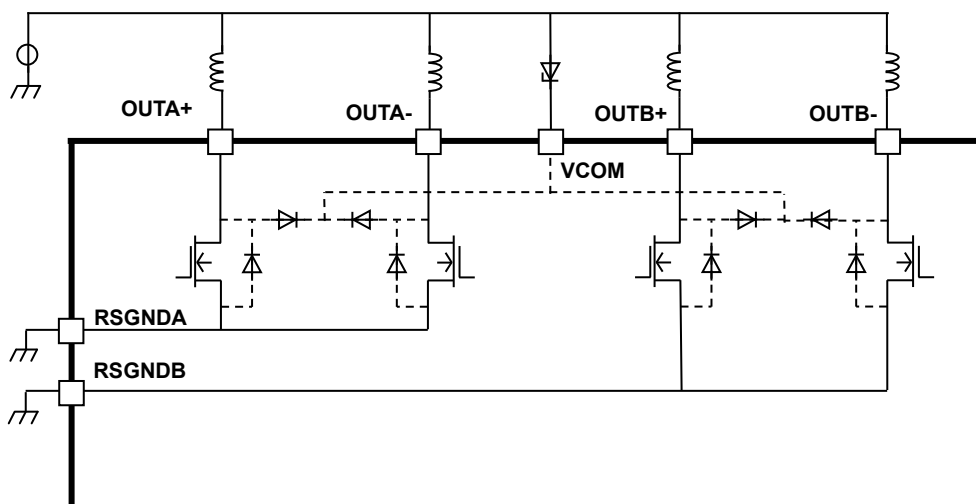 OUTA+
OUTA-
OUTB+
OUTB-
VCOM
RSGNDA
RSGNDB